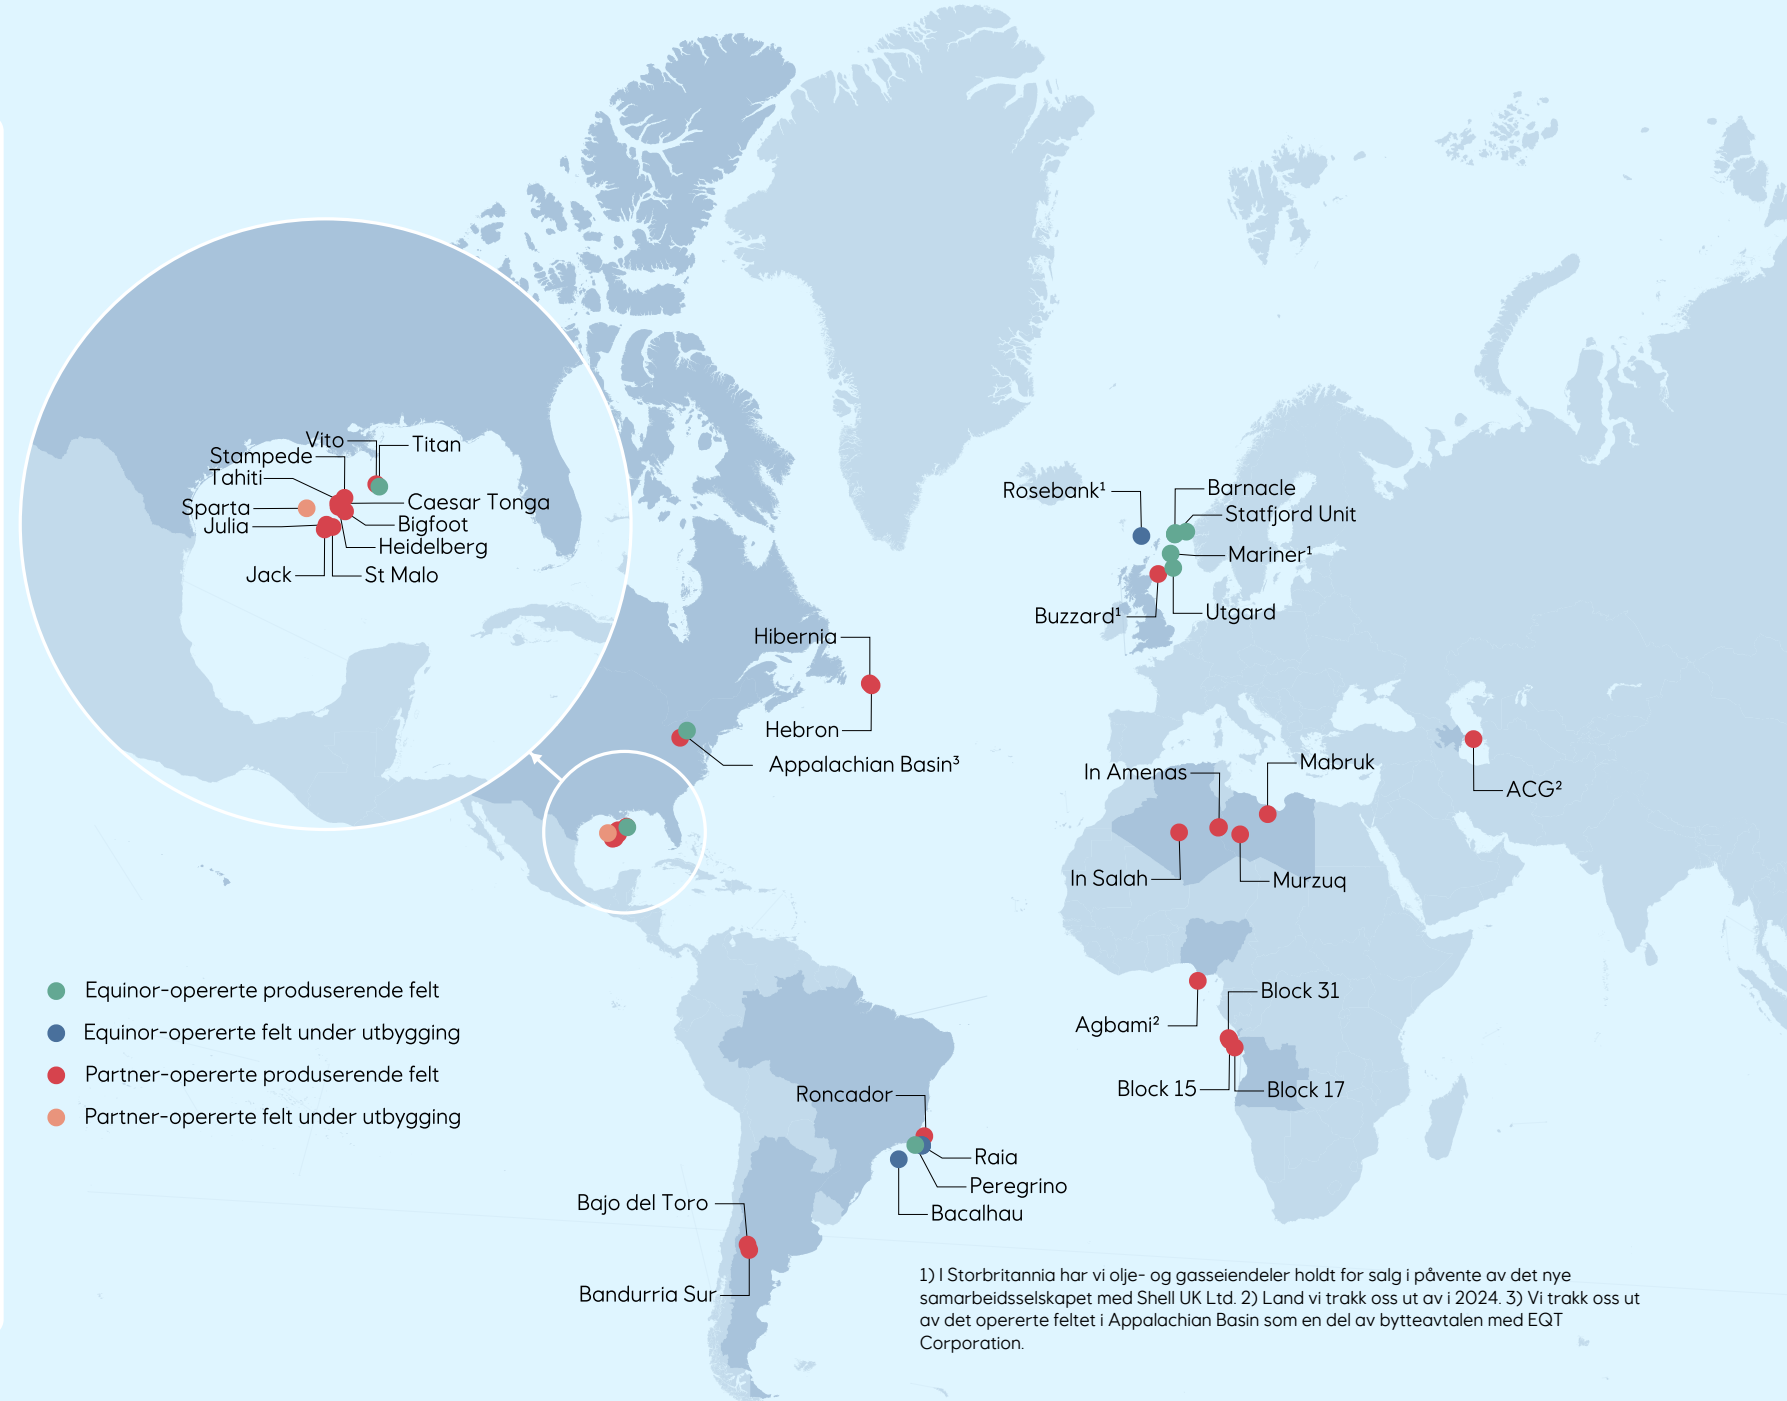 Vito
Titan
Stampede
Tahiti
Sparta
Caesar Tonga
Julia
Bigfoot
Heidelberg
Jack
St Malo
Rosebank¹
Barnacle
Statfjord Unit
Mariner¹
Buzzard¹
Utgard
Hibernia
Hebron
Appalachian Basin³
In Amenas
Mabruk
ACG²
In Salah
Murzuq
Agbami²
Block 31
Block 15
Block 17
Equinor-opererte produserende felt
Equinor-opererte felt under utbygging
Partner-opererte produserende felt
Partner-opererte felt under utbygging
Roncador
Raia
Peregrino
Bacalhau
Bajo del Toro
Bandurria Sur
1) I Storbritannia har vi olje- og gasseiendeler holdt for salg i påvente av det nye
samarbeidsselskapet med Shell UK Ltd. 2) Land vi trakk oss ut av i 2024. 3) Vi trakk oss ut
av det opererte feltet i Appalachian Basin som en del av bytteavtalen med EQT
Corporation.